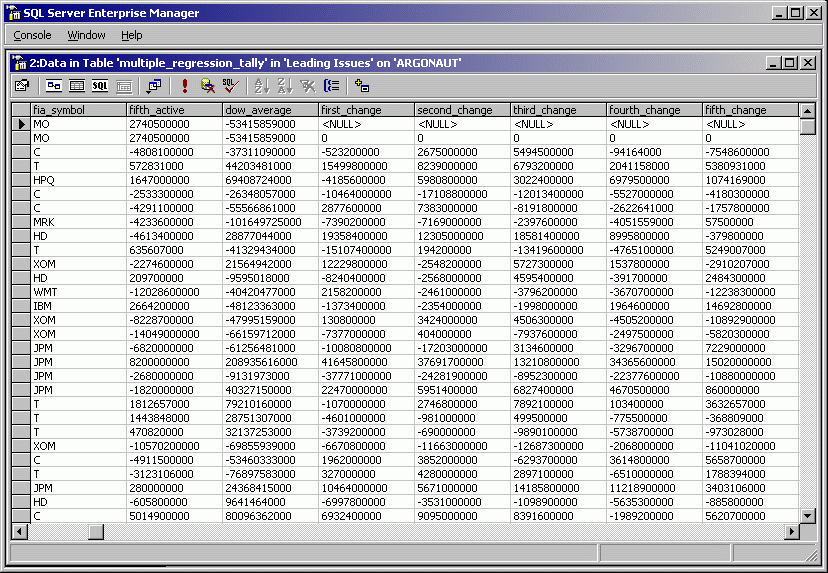 SQL Server Enterprise Manager
Console Window Help
2:Data in Table 'multiple_regression_tally' in 'Leading Issues' on 'ARGONAUT'
SQL SQL A Z Z A
fia_symbol fifth_active dow_average first_change second_change third_change fourth_change fifth_change
MO 2740500000 -53415859000 <NULL> <NULL> <NULL> <NULL> <NULL>
MO 2740500000 -53415859000 0 0 0 0 0
C -4808100000 -37311090000 -523200000 2675000000 5494500000 -94164000 -7548600000
T 572831000 44203481000 15499800000 8239000000 6793200000 2041158000 5380931000
HPQ 1647000000 69408724000 -4185600000 5980800000 3022400000 6979500000 1074169000
C -2533300000 -26348057000 -10464000000 -17108800000 -12013400000 -5527000000 -4180300000
C -4291100000 -55566861000 2877600000 7383000000 -8191800000 -2622641000 -1757800000
MRK -4233600000 -101649725000 -7390200000 -7169000000 -2397600000 -4051559000 57500000
HD -4613400000 28877044000 19358400000 12305000000 18581400000 8995800000 -379800000
T 635607000 -41329434000 -15107400000 194200000 -13419600000 -4765100000 5249007000
XOM -2274600000 21564942000 12229800000 -2548200000 5727300000 1537800000 -2910207000
HD 209700000 -9595018000 -8240400000 -2568000000 4595400000 -391700000 2484300000
WMT -12028600000 -40420477000 2158200000 -2461000000 -3796200000 -3670700000 -12238300000
IBM 2664200000 -48123363000 -1373400000 -2354000000 -1998000000 1964600000 14692800000
XOM -8228700000 -47995159000 130800000 3424000000 4506300000 -4505200000 -10892900000
XOM -14049000000 -66159712000 -7377000000 404000000 -7937600000 -2497500000 -5820300000
JPM -6820000000 -61256481000 -10080800000 -17203000000 3134600000 -3296700000 7229000000
JPM 8200000000 208935616000 41645800000 37691700000 13210800000 34365600000 15020000000
JPM -2680000000 -9131973000 -37771000000 -24281900000 -8952300000 -22377600000 -10880000000
JPM -1820000000 40327150000 22470000000 5951400000 6827400000 4670500000 860000000
T 1812657000 79210160000 -1070000000 2746800000 7892100000 103400000 3632657000
T 1443848000 28751307000 -4601000000 -981000000 499500000 -775500000 -368809000
T 470820000 32137253000 -3739200000 -690000000 -9890100000 -5738700000 -973028000
XOM -10570200000 -69855939000 -6670800000 -11663000000 -12687300000 -2068000000 -11041020000
C -4911500000 -53460333000 1962000000 3852000000 -6293700000 3614800000 5658700000
T -3123106000 -76897583000 327000000 4280000000 2897100000 -6510000000 1788394000
JPM 280000000 24368415000 10464000000 5671000000 14185800000 11218900000 3403106000
HD -605800000 9641464000 -6997800000 -3531000000 -1098900000 -5635300000 -885800000
C 5014900000 80096362000 6932400000 9095000000 8391600000 -1989200000 5620700000